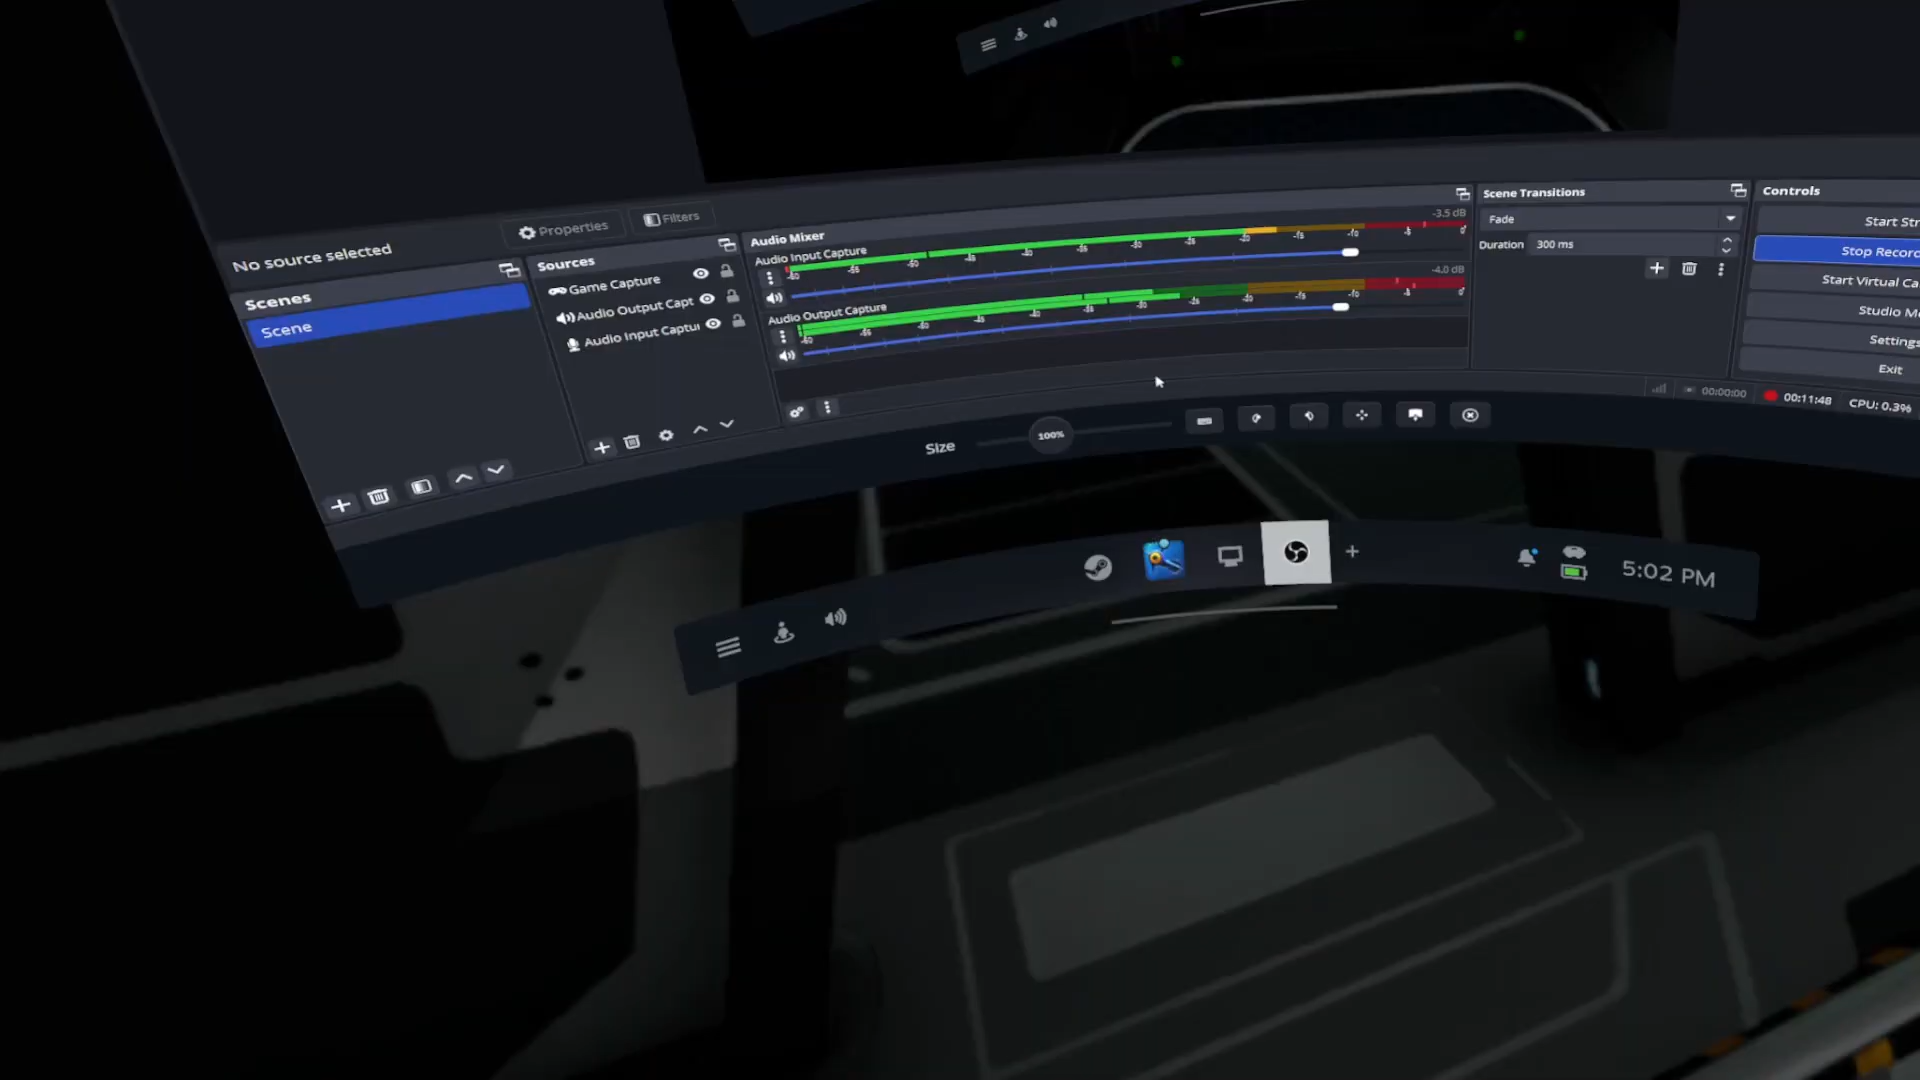 No source selected
Properties
Filters
Scenes
Scene
Sources
Game Capture
Audio Output Capt
Audio Input Captu
Audio Mixer
Audio Input Capture
-3.5 dB
Audio Output Capture
-4.0 dB
Scene Transitions
Fade
Duration 300 ms
Controls
Start Str
Stop Recor
Start Virtual Ca
Studio M
Settings
Exit
00:00:00
00:11:48
CPU: 0.3%
Size
100%
5:02 PM